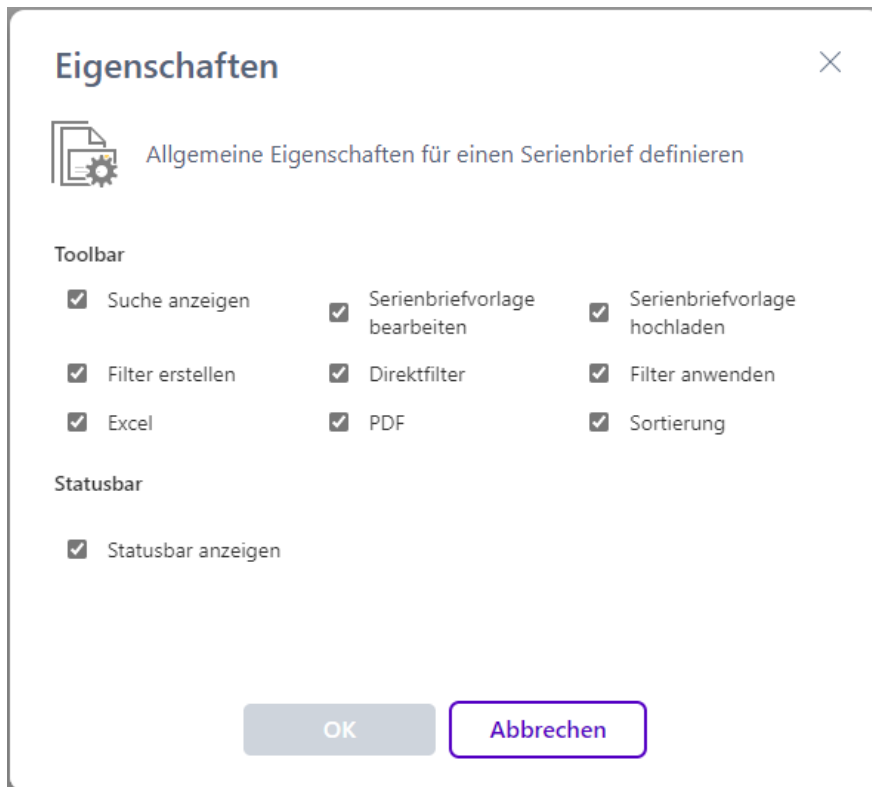 Eigenschaften
Allgemeine Eigenschaften für einen Serienbrief definieren
Toolbar
Suche anzeigen
Serienbriefvorlage
bearbeiten
Serienbriefvorlage
hochladen
Filter erstellen
Direktfilter
Filter anwenden
Excel
PDF
Sortierung
Statusbar
Statusbar anzeigen
OK
Abbrechen